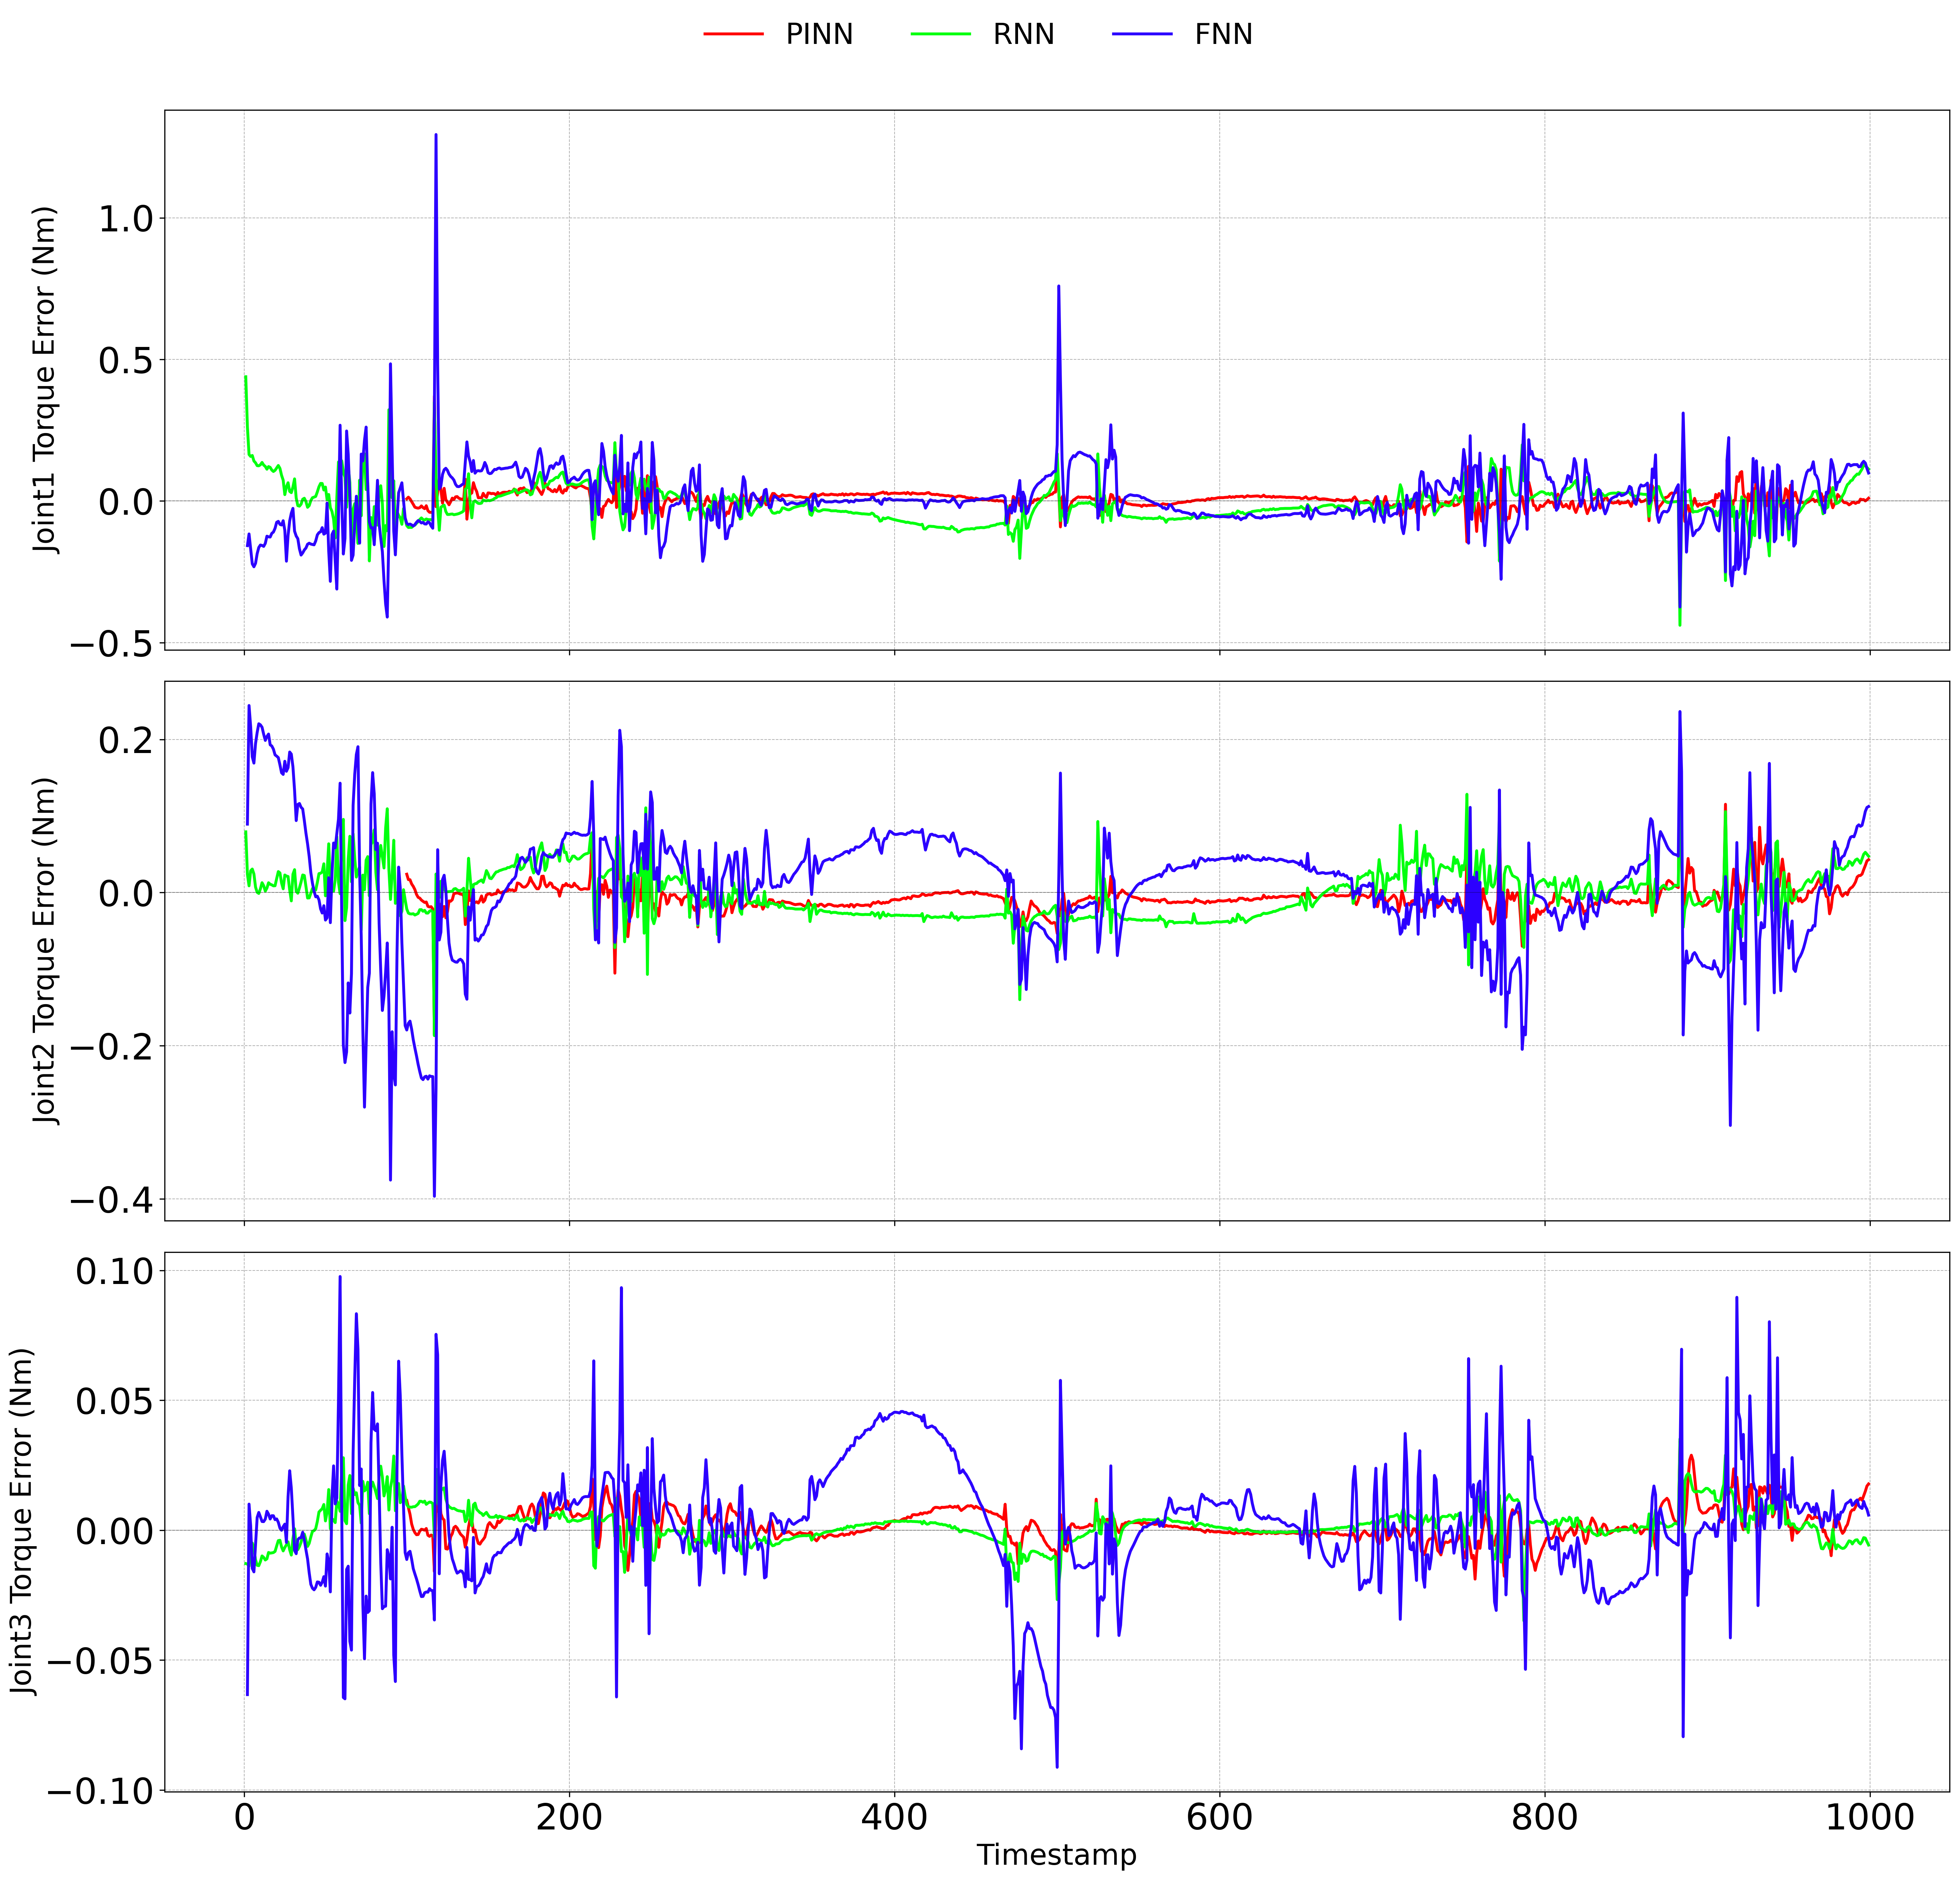 PINN RNN FNN
Joint1 Torque Error (Nm)
1.0
0.5
0.0
−0.5
Joint2 Torque Error (Nm)
0.2
0.0
−0.2
−0.4
Joint3 Torque Error (Nm)
0.10
0.05
0.00
−0.05
−0.10
0 200 400 600 800 1000
Timestamp